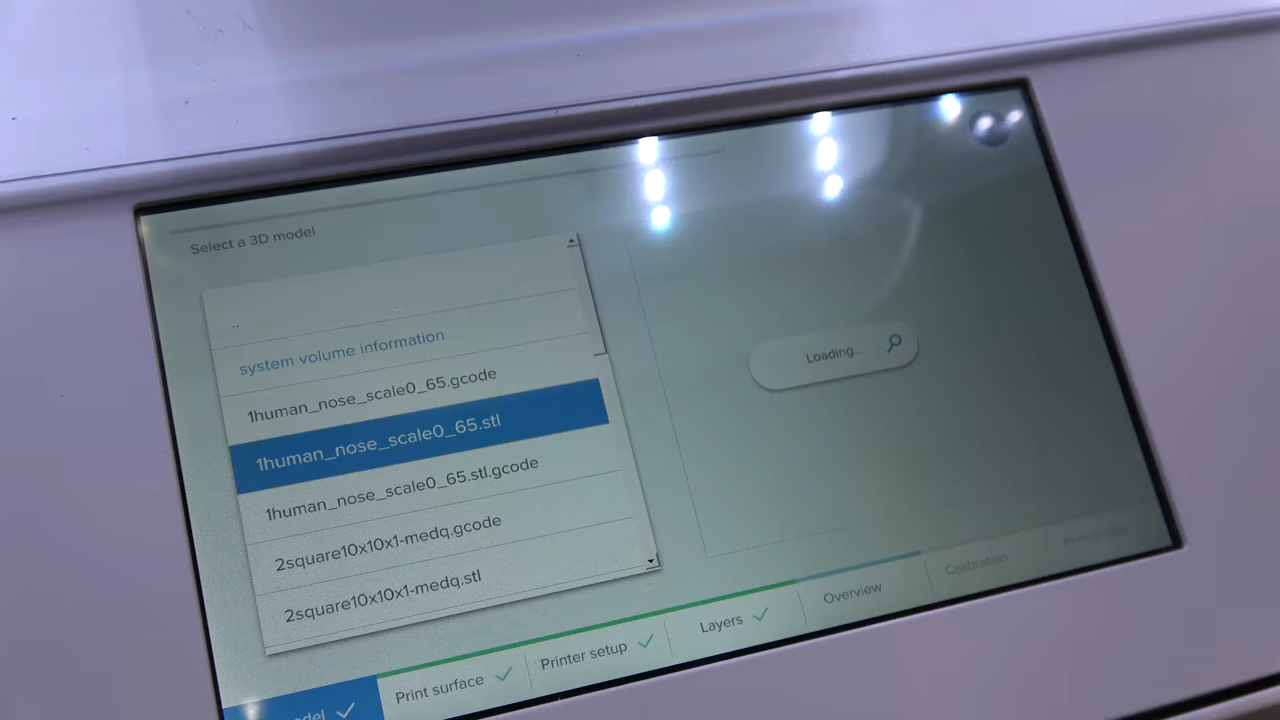 Select a 3D model
..
system volume information
1human_nose_scale0_65.gcode
1human_nose_scale0_65.stl
1human_nose_scale0_65.stl.gcode
2square10x10x1-medq.gcode
2square10x10x1-medq.stl
Loading...
Print surface
Printer setup
Layers
Overview
Calibration